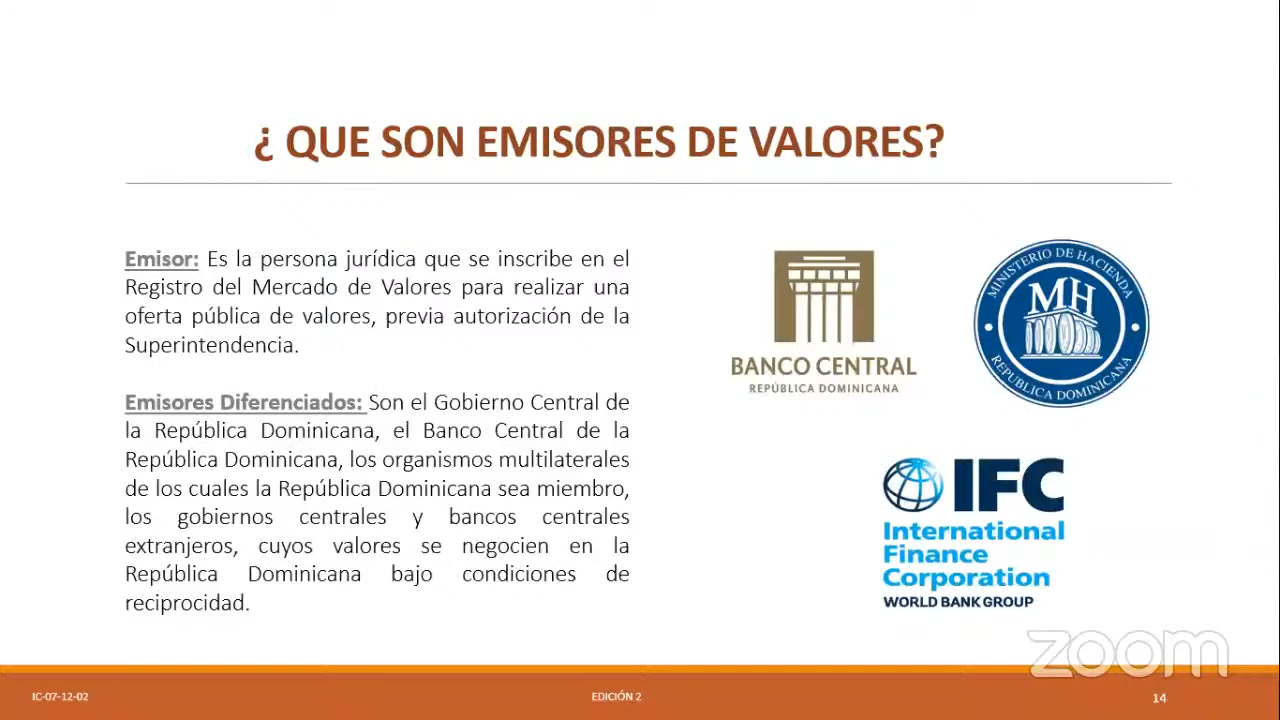 ¿ QUE SON EMISORES DE VALORES?
Emisor: Es la persona jurídica que se inscribe en el
Registro del Mercado de Valores para realizar una
oferta pública de valores, previa autorización de la
Superintendencia.
Emisores Diferenciados: Son el Gobierno Central de
la República Dominicana, el Banco Central de la
República Dominicana, los organismos multilaterales
de los cuales la República Dominicana sea miembro,
los gobiernos centrales y bancos centrales
extranjeros, cuyos valores se negocien en la
República Dominicana bajo condiciones de
reciprocidad.
BANCO CENTRAL
REPÚBLICA DOMINICANA
MINISTERIO DE HACIENDA
MH
REPUBLICA DOMINICANA
IFC
International
Finance
Corporation
WORLD BANK GROUP
zoom
IC-07-12-02
EDICIÓN 2
14